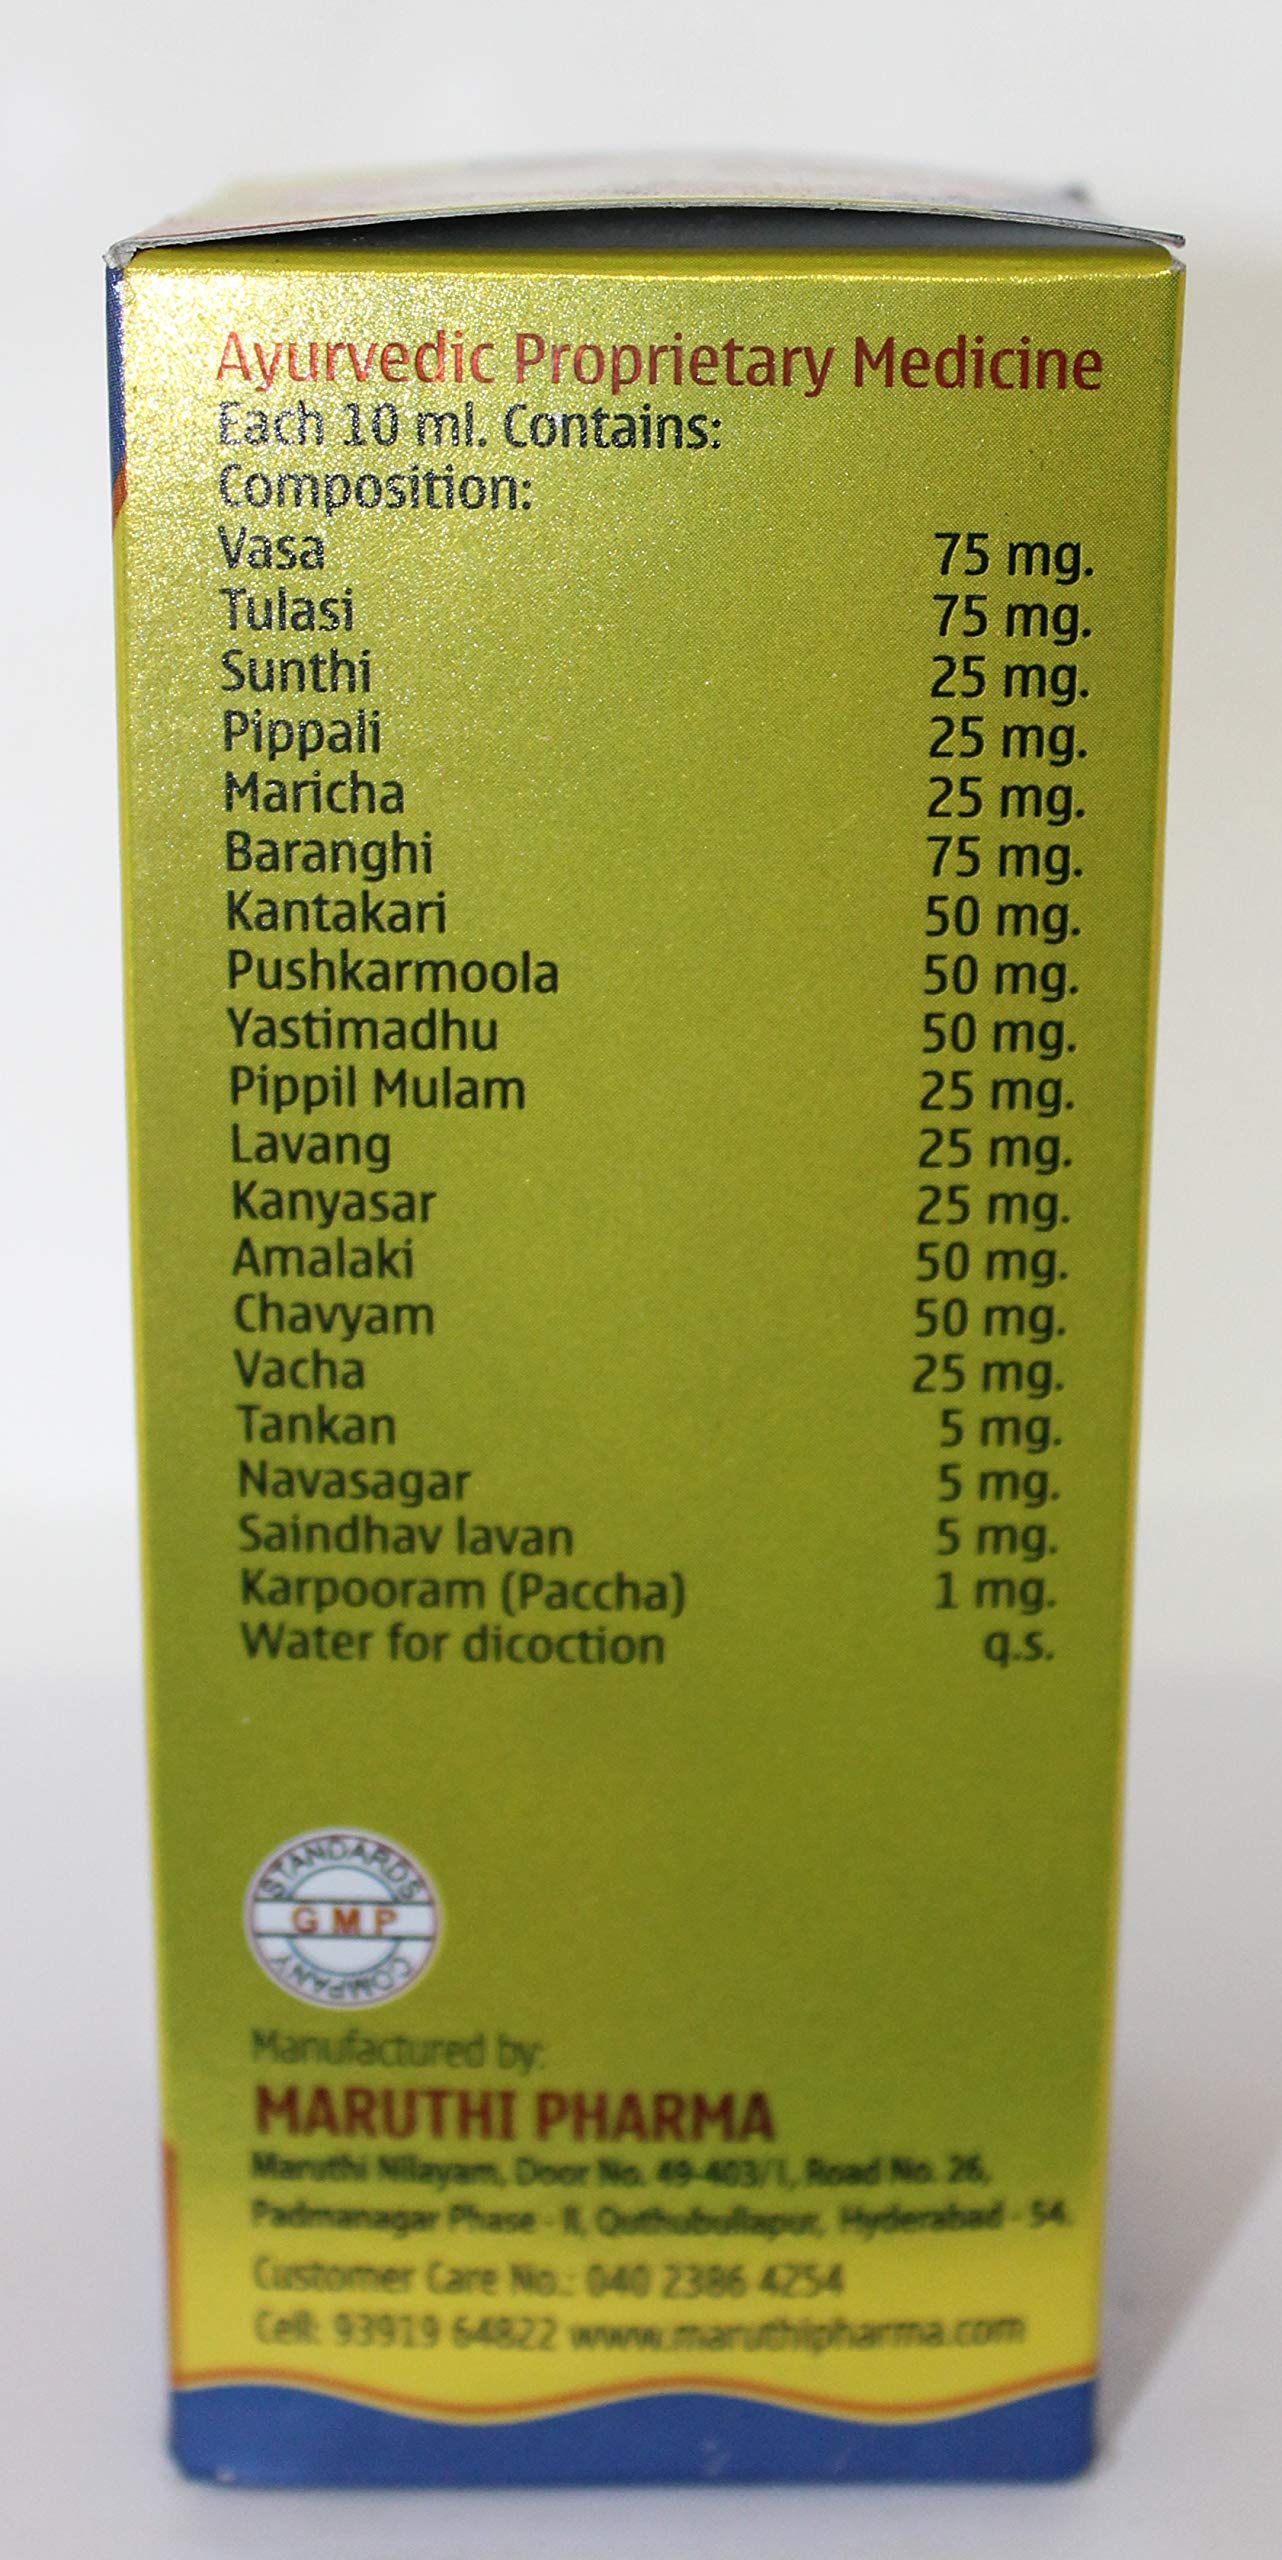 Ayurvedic Proprietary Medicine
Each 10 ml. Contains:
Composition:
Vasa 75 mg.
Tulasi 75 mg.
Sunthi 25 mg.
Pippali 25 mg.
Maricha 25 mg.
Baranghi 75 mg.
Kantakari 50 mg.
Pushkarmoola 50 mg.
Yastimadhu 50 mg.
Pippil Mulam 25 mg.
Lavang 25 mg.
Kanyasar 25 mg.
Amalaki 50 mg.
Chavyam 50 mg.
Vacha 25 mg.
Tankan 5 mg.
Navasagar 5 mg.
Saindhav lavan 5 mg.
Karpooram (Paccha) 1 mg.
Water for dicoction q.s.
STANDARDS
GMP
COMPANY
Manufactured by:
MARUTHI PHARMA
Maruthi Nilayam, Door No. 49-403/1, Road No. 26,
Padmanagar Phase - II, Quthubullapur, Hyderabad - 54.
Customer Care No.: 040 2386 4254
Cell: 93919 64822 www.maruthipharma.com